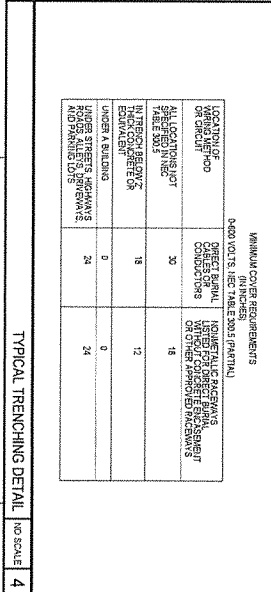 MINIMUM COVER REQUIREMENTS
(IN INCHES)
0-600 VOLTS, NEC TABLE 300.5 (PARTIAL)
LOCATION OF
WIRING METHOD
OR CIRCUIT
DIRECT BURIAL
CABLES OR
CONDUCTORS
NONMETALLIC RACEWAYS
LISTED FOR DIRECT BURIAL
WITHOUT CONCRETE ENCASEMENT
OR OTHER APPROVED RACEWAYS
ALL LOCATIONS NOT
SPECIFIED IN NEC
TABLE 300.5
30
18
IN TRENCH BELOW 2"
THICK CONCRETE OR
EQUIVALENT
18
12
UNDER A BUILDING
0
0
UNDER STREETS, HIGHWAYS
ROADS, ALLEYS, DRIVEWAYS,
AND PARKING LOTS
24
24
TYPICAL TRENCHING DETAIL
NO SCALE
4